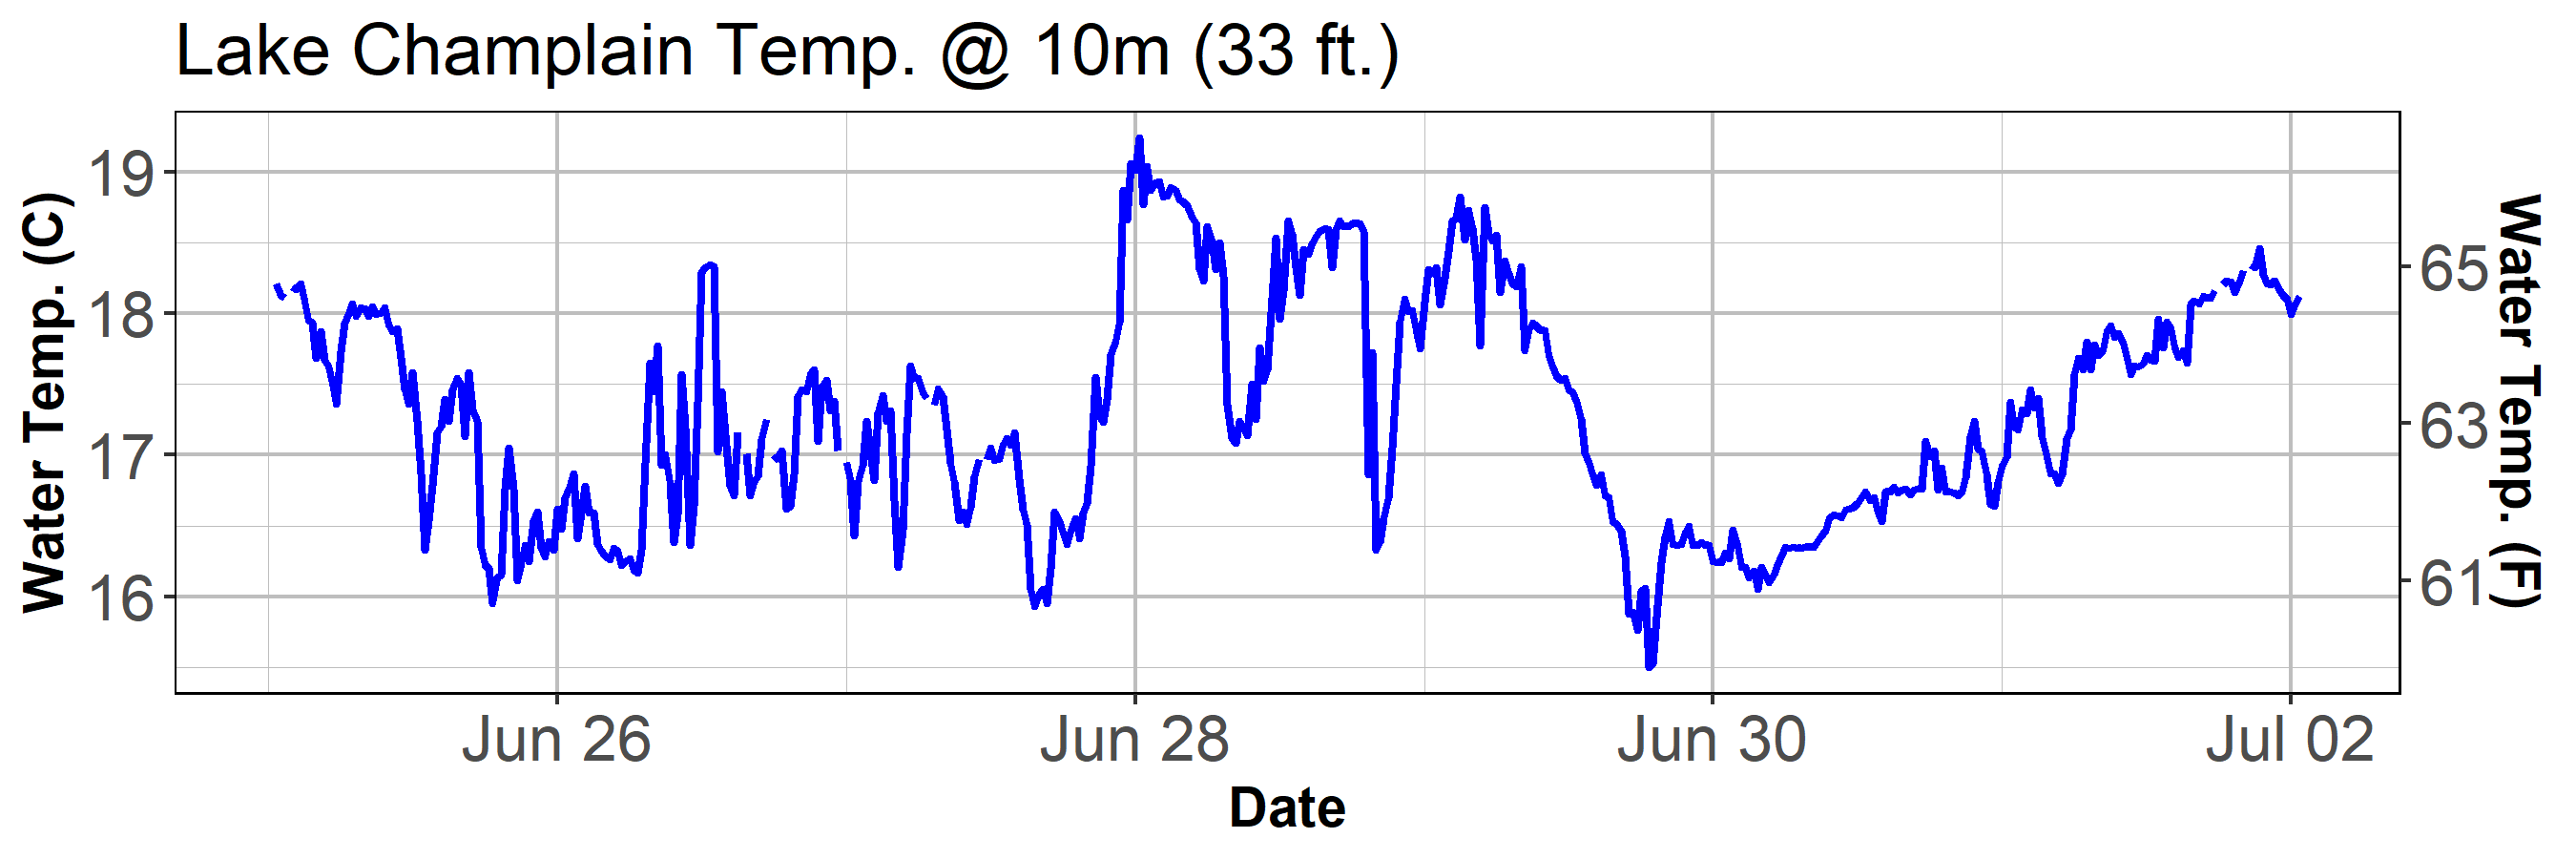 Lake Champlain Temp. @ 10m (33 ft.)
Water Temp. (C)
19
18
17
16
Water Temp. (F)
65
63
61
Jun 26
Jun 28
Jun 30
Jul 02
Date